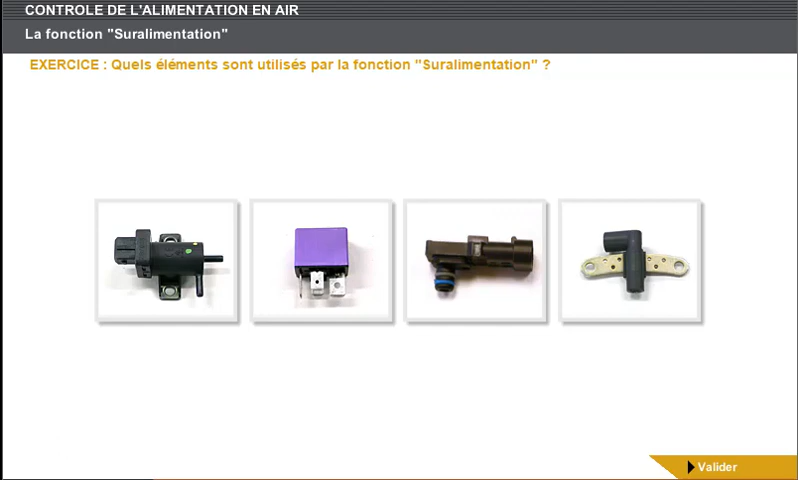 CONTROLE DE L'ALIMENTATION EN AIR
La fonction "Suralimentation"
EXERCICE : Quels éléments sont utilisés par la fonction "Suralimentation" ?
Valider